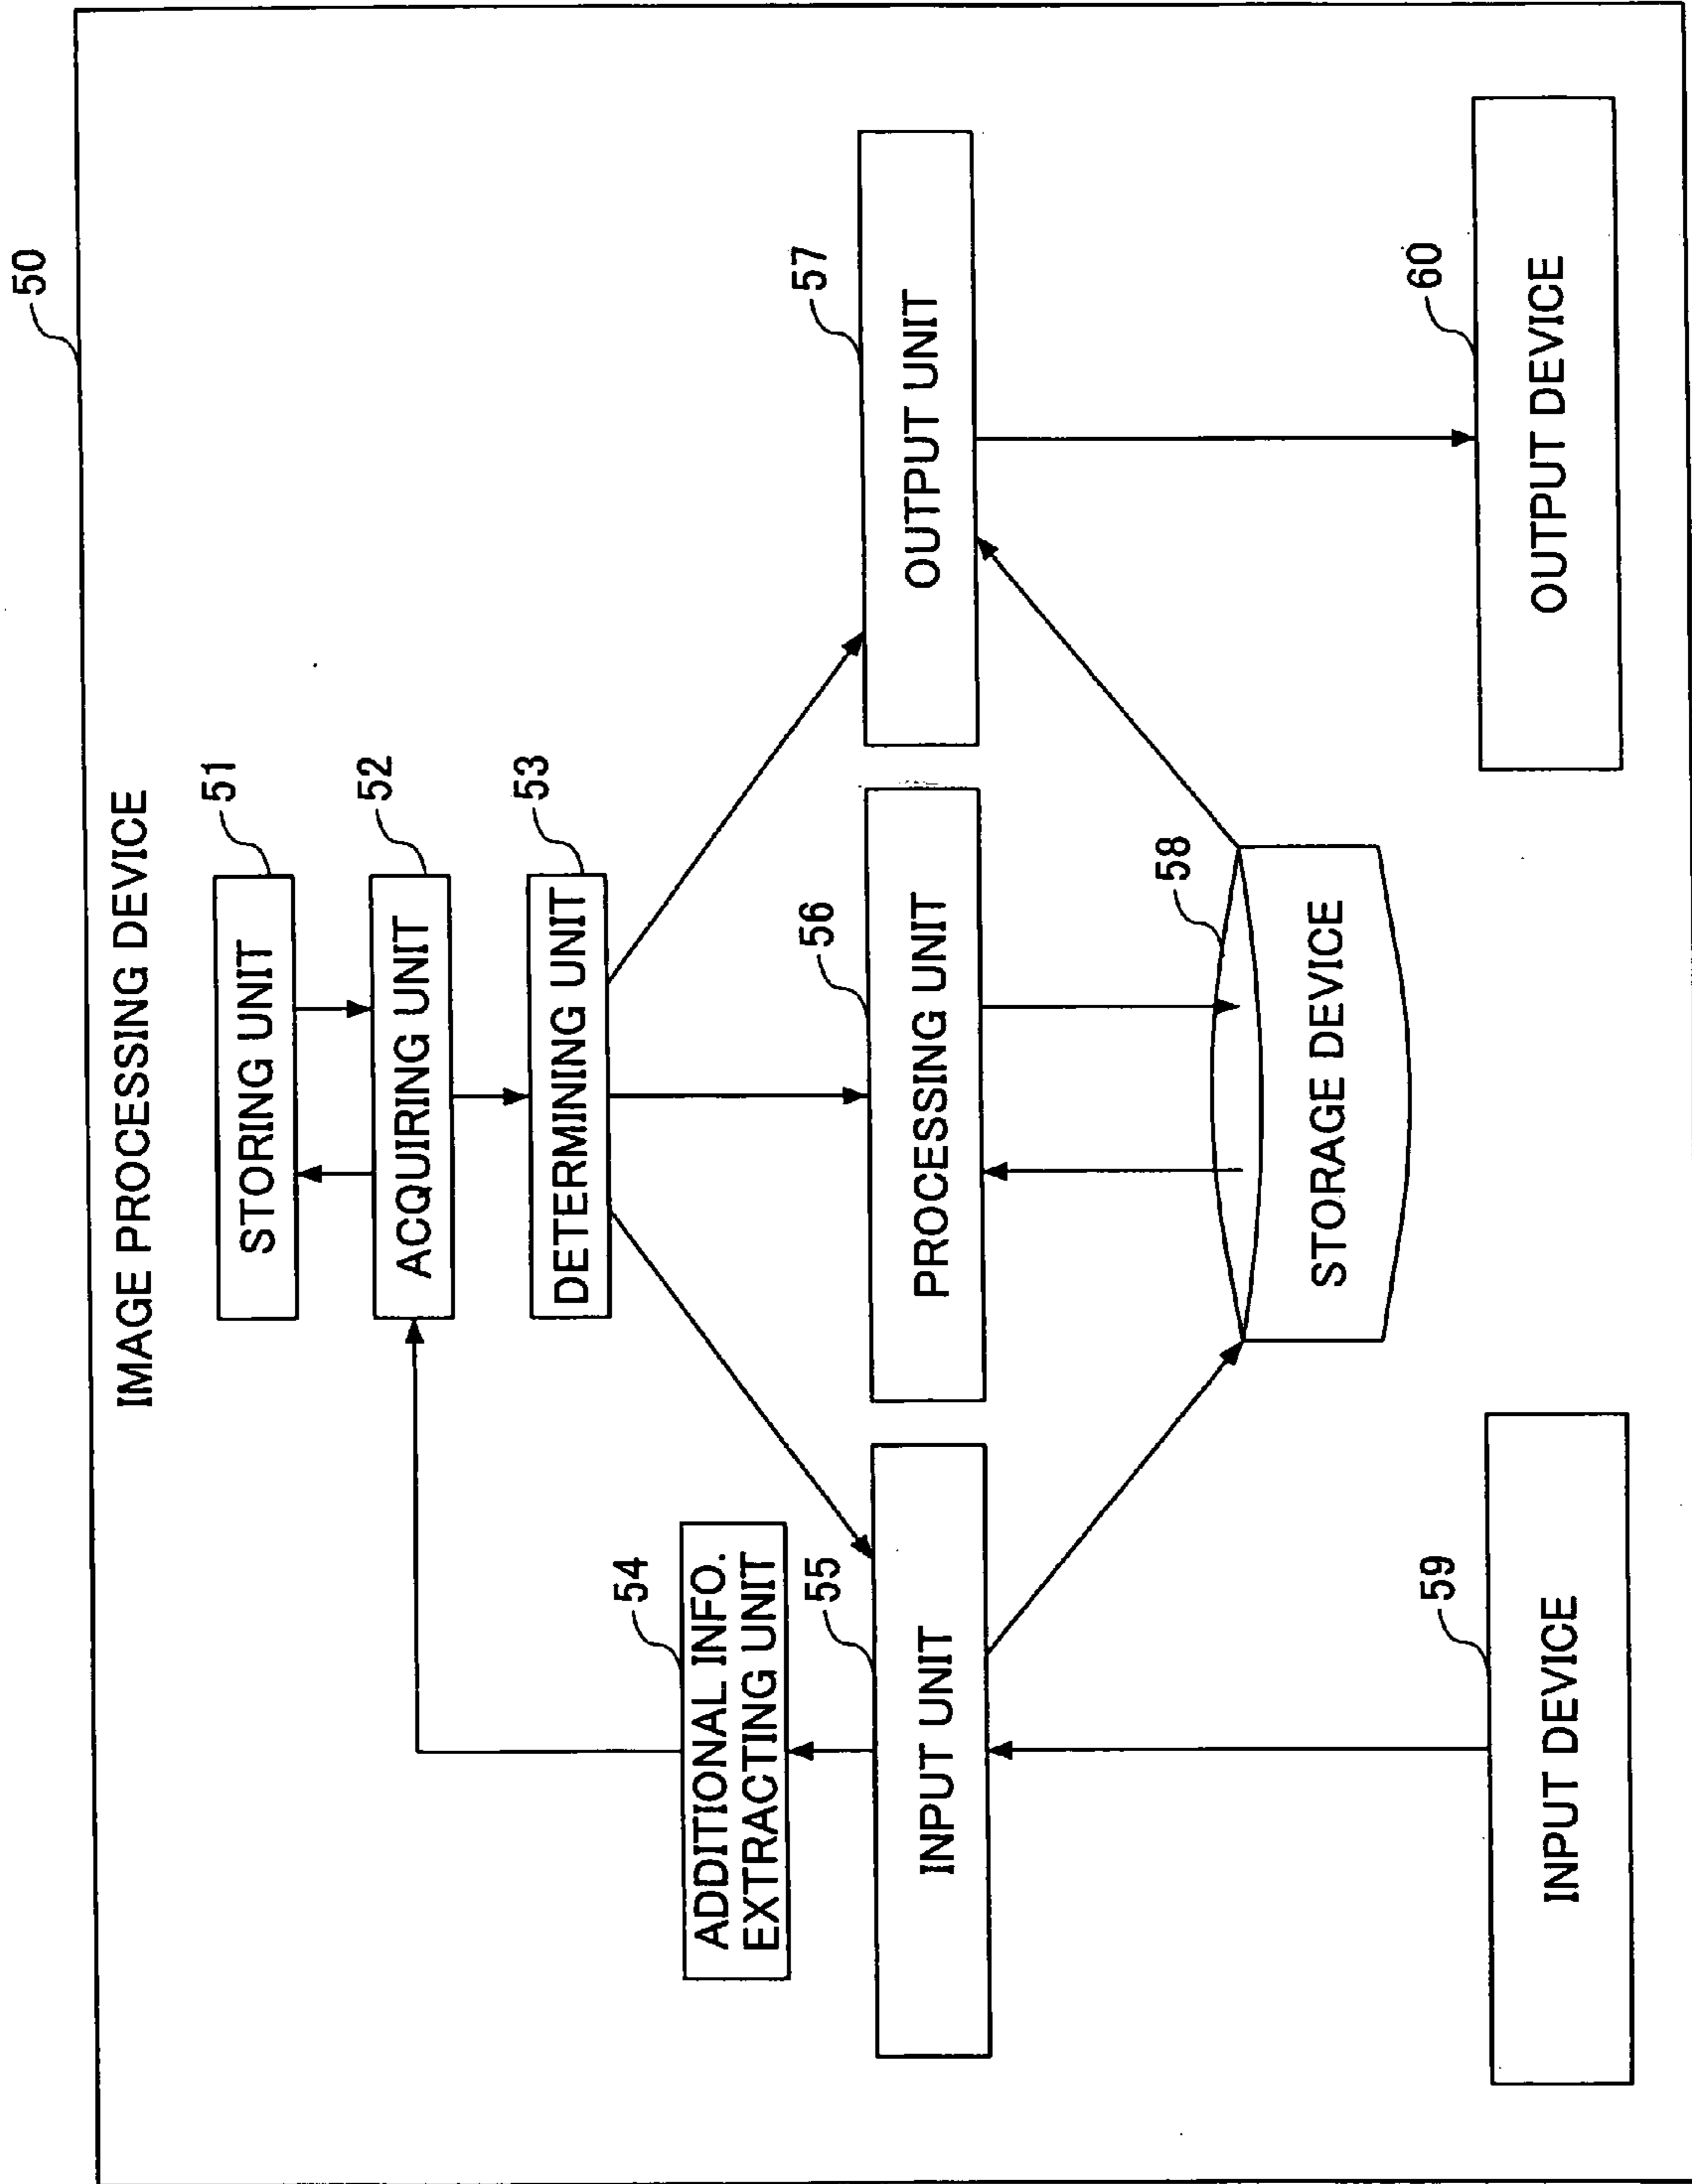 50
IMAGE PROCESSING DEVICE
51
STORING UNIT
52
ACQUIRING UNIT
53
DETERMINING UNIT
54
ADDITIONAL INFO.
EXTRACTING UNIT
55
INPUT UNIT
56
PROCESSING UNIT
57
OUTPUT UNIT
58
STORAGE DEVICE
59
INPUT DEVICE
60
OUTPUT DEVICE